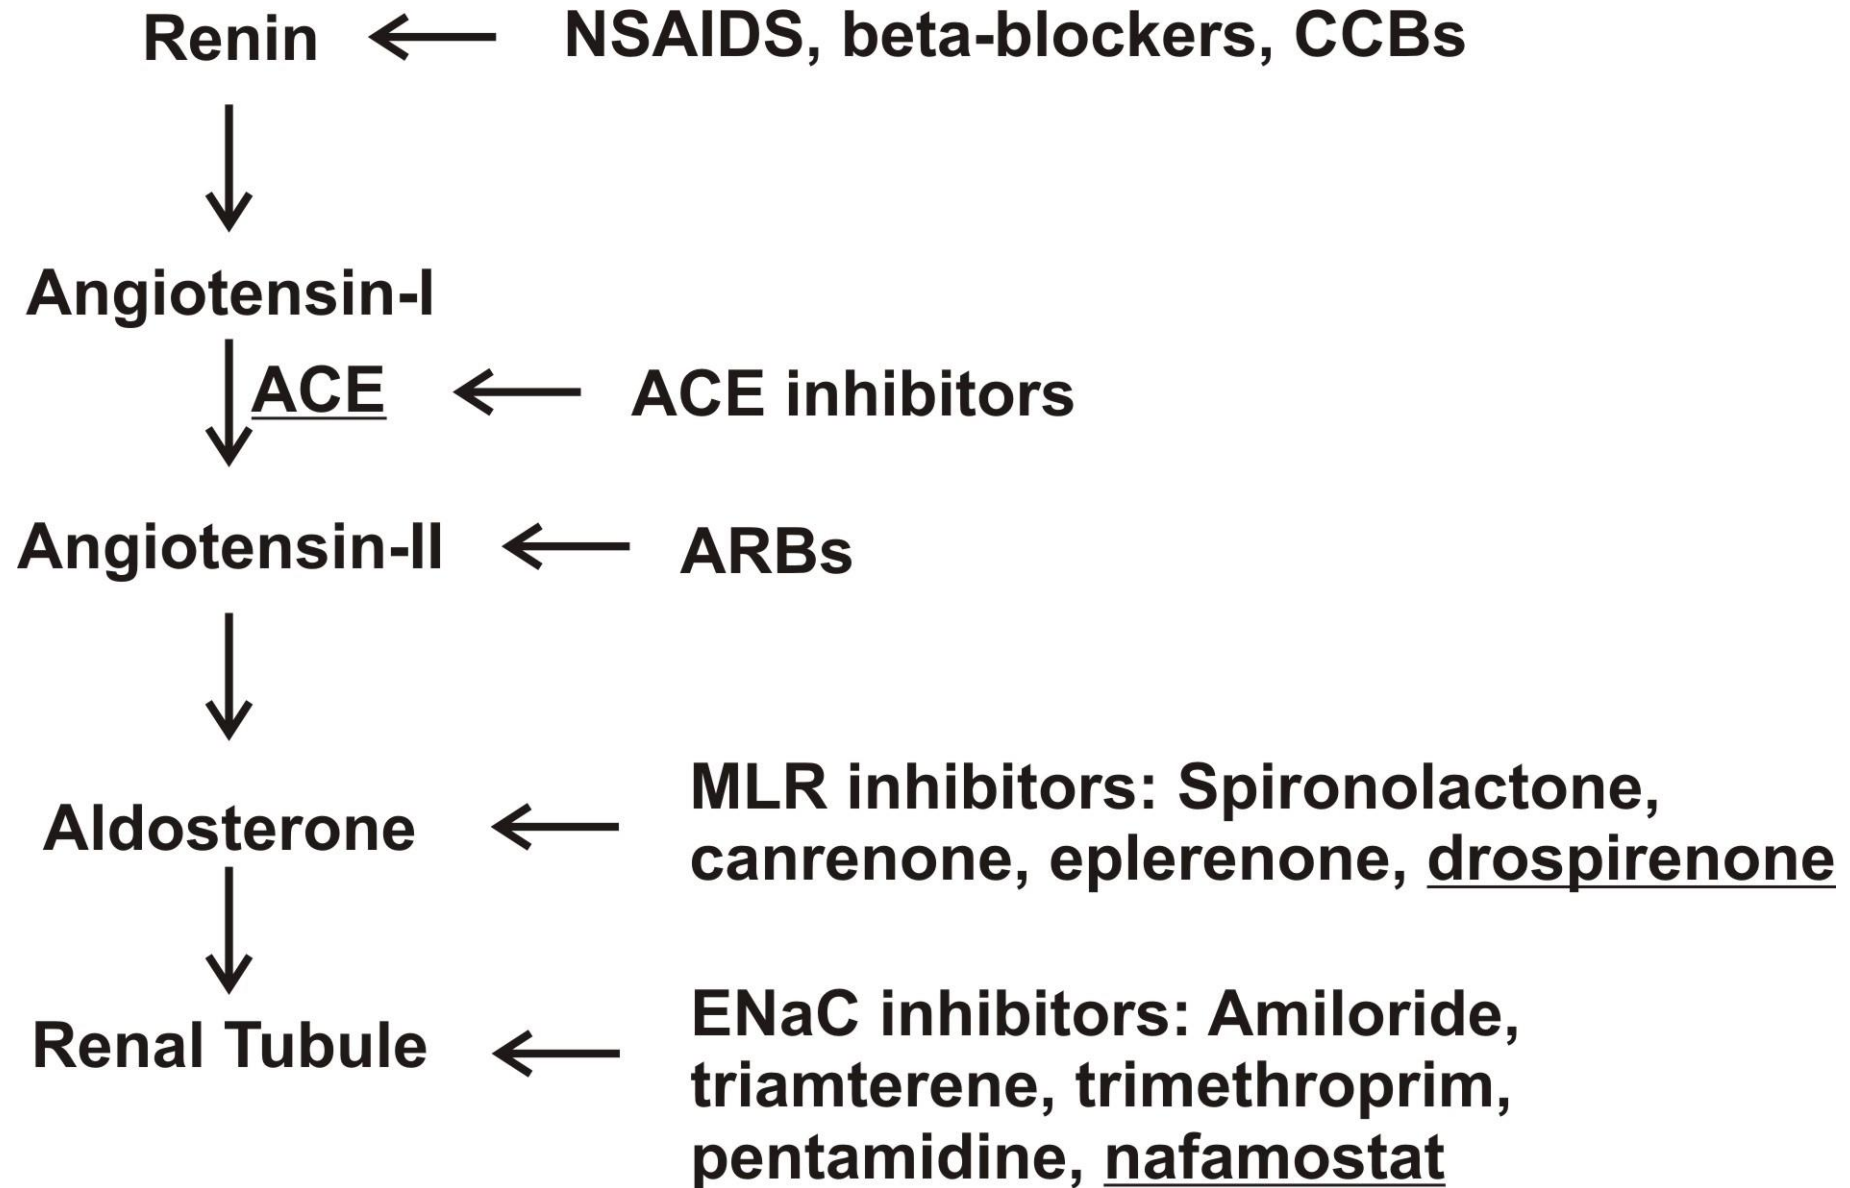 Renin
NSAIDS, beta-blockers, CCBs
Angiotensin-I
ACE
ACE inhibitors
Angiotensin-II
ARBs
Aldosterone
MLR inhibitors: Spironolactone,
canrenone, eplerenone, drospirenone
Renal Tubule
ENaC inhibitors: Amiloride,
triamterene, trimethroprim,
pentamidine, nafamostat